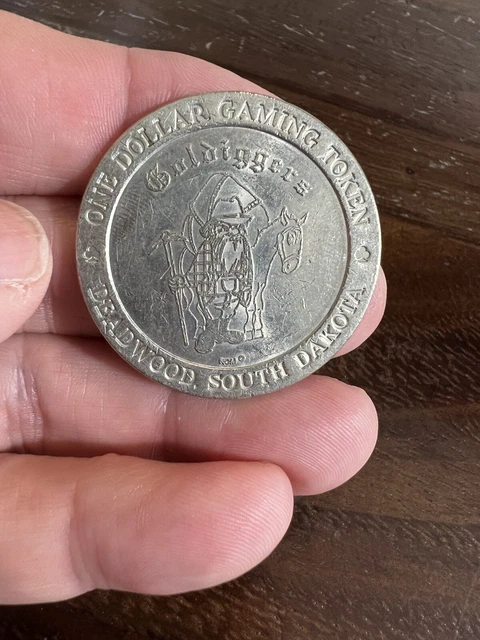 ONE DOLLAR GAMING TOKEN
Goldiggers
DEADWOOD, SOUTH DAKOTA